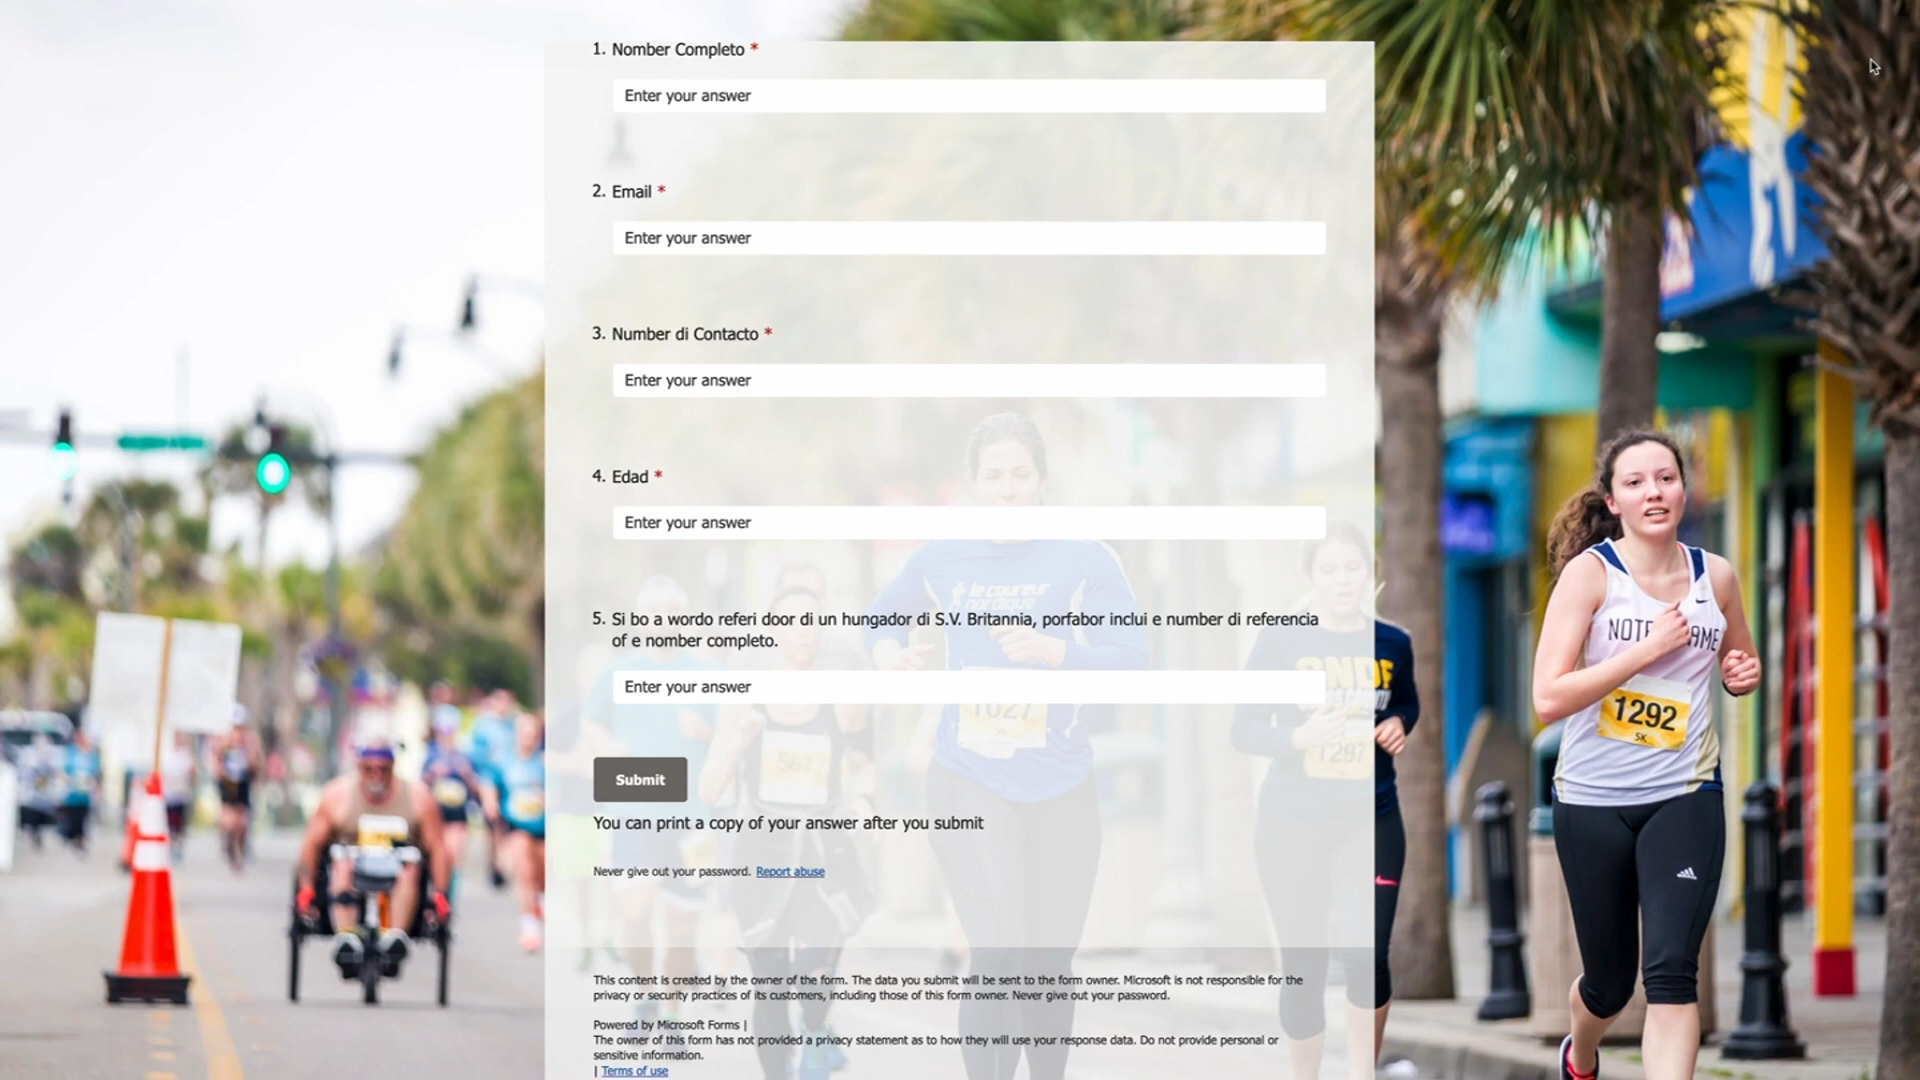 1. Nomber Completo *
Enter your answer
2. Email *
Enter your answer
3. Number di Contacto *
Enter your answer
4. Edad *
Enter your answer
5. Si bo a wordo referi door di un hungador di S.V. Britannia, porfabor inclui e number di referencia
of e nomber completo.
Enter your answer
Submit
You can print a copy of your answer after you submit
Never give out your password. Report abuse
This content is created by the owner of the form. The data you submit will be sent to the form owner. Microsoft is not responsible for the
privacy or security practices of its customers, including those of this form owner. Never give out your password.
Powered by Microsoft Forms |
The owner of this form has not provided a privacy statement as to how they will use your response data. Do not provide personal or
sensitive information.
| Terms of use
le coureur
nordique
1027
567
1297
1292
5K